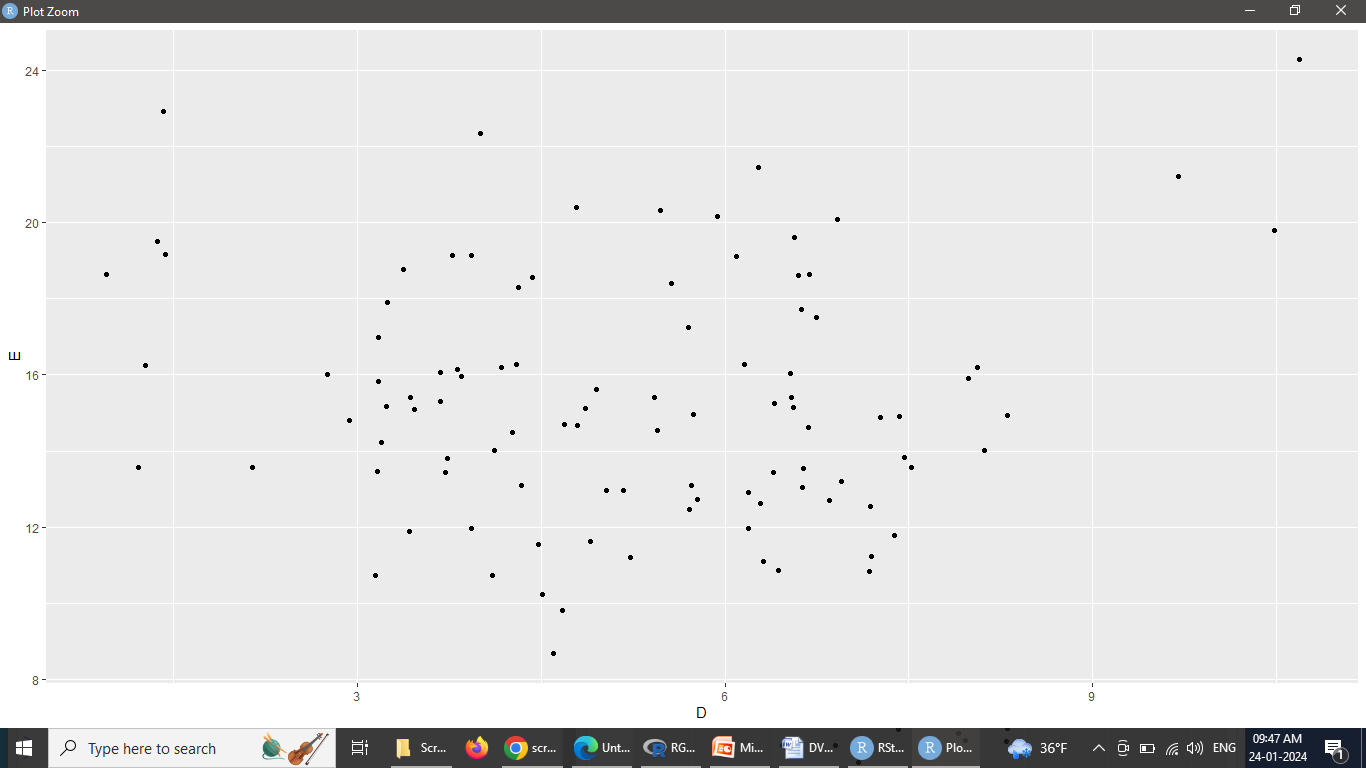 R Plot Zoom
24
20
16
12
8
E
3
6
9
D
Type here to search
Scr...
scr...
Unt...
RG...
Mi...
DV...
R RSt...
R Plo...
36°F
ENG
09:47 AM
24-01-2024
1